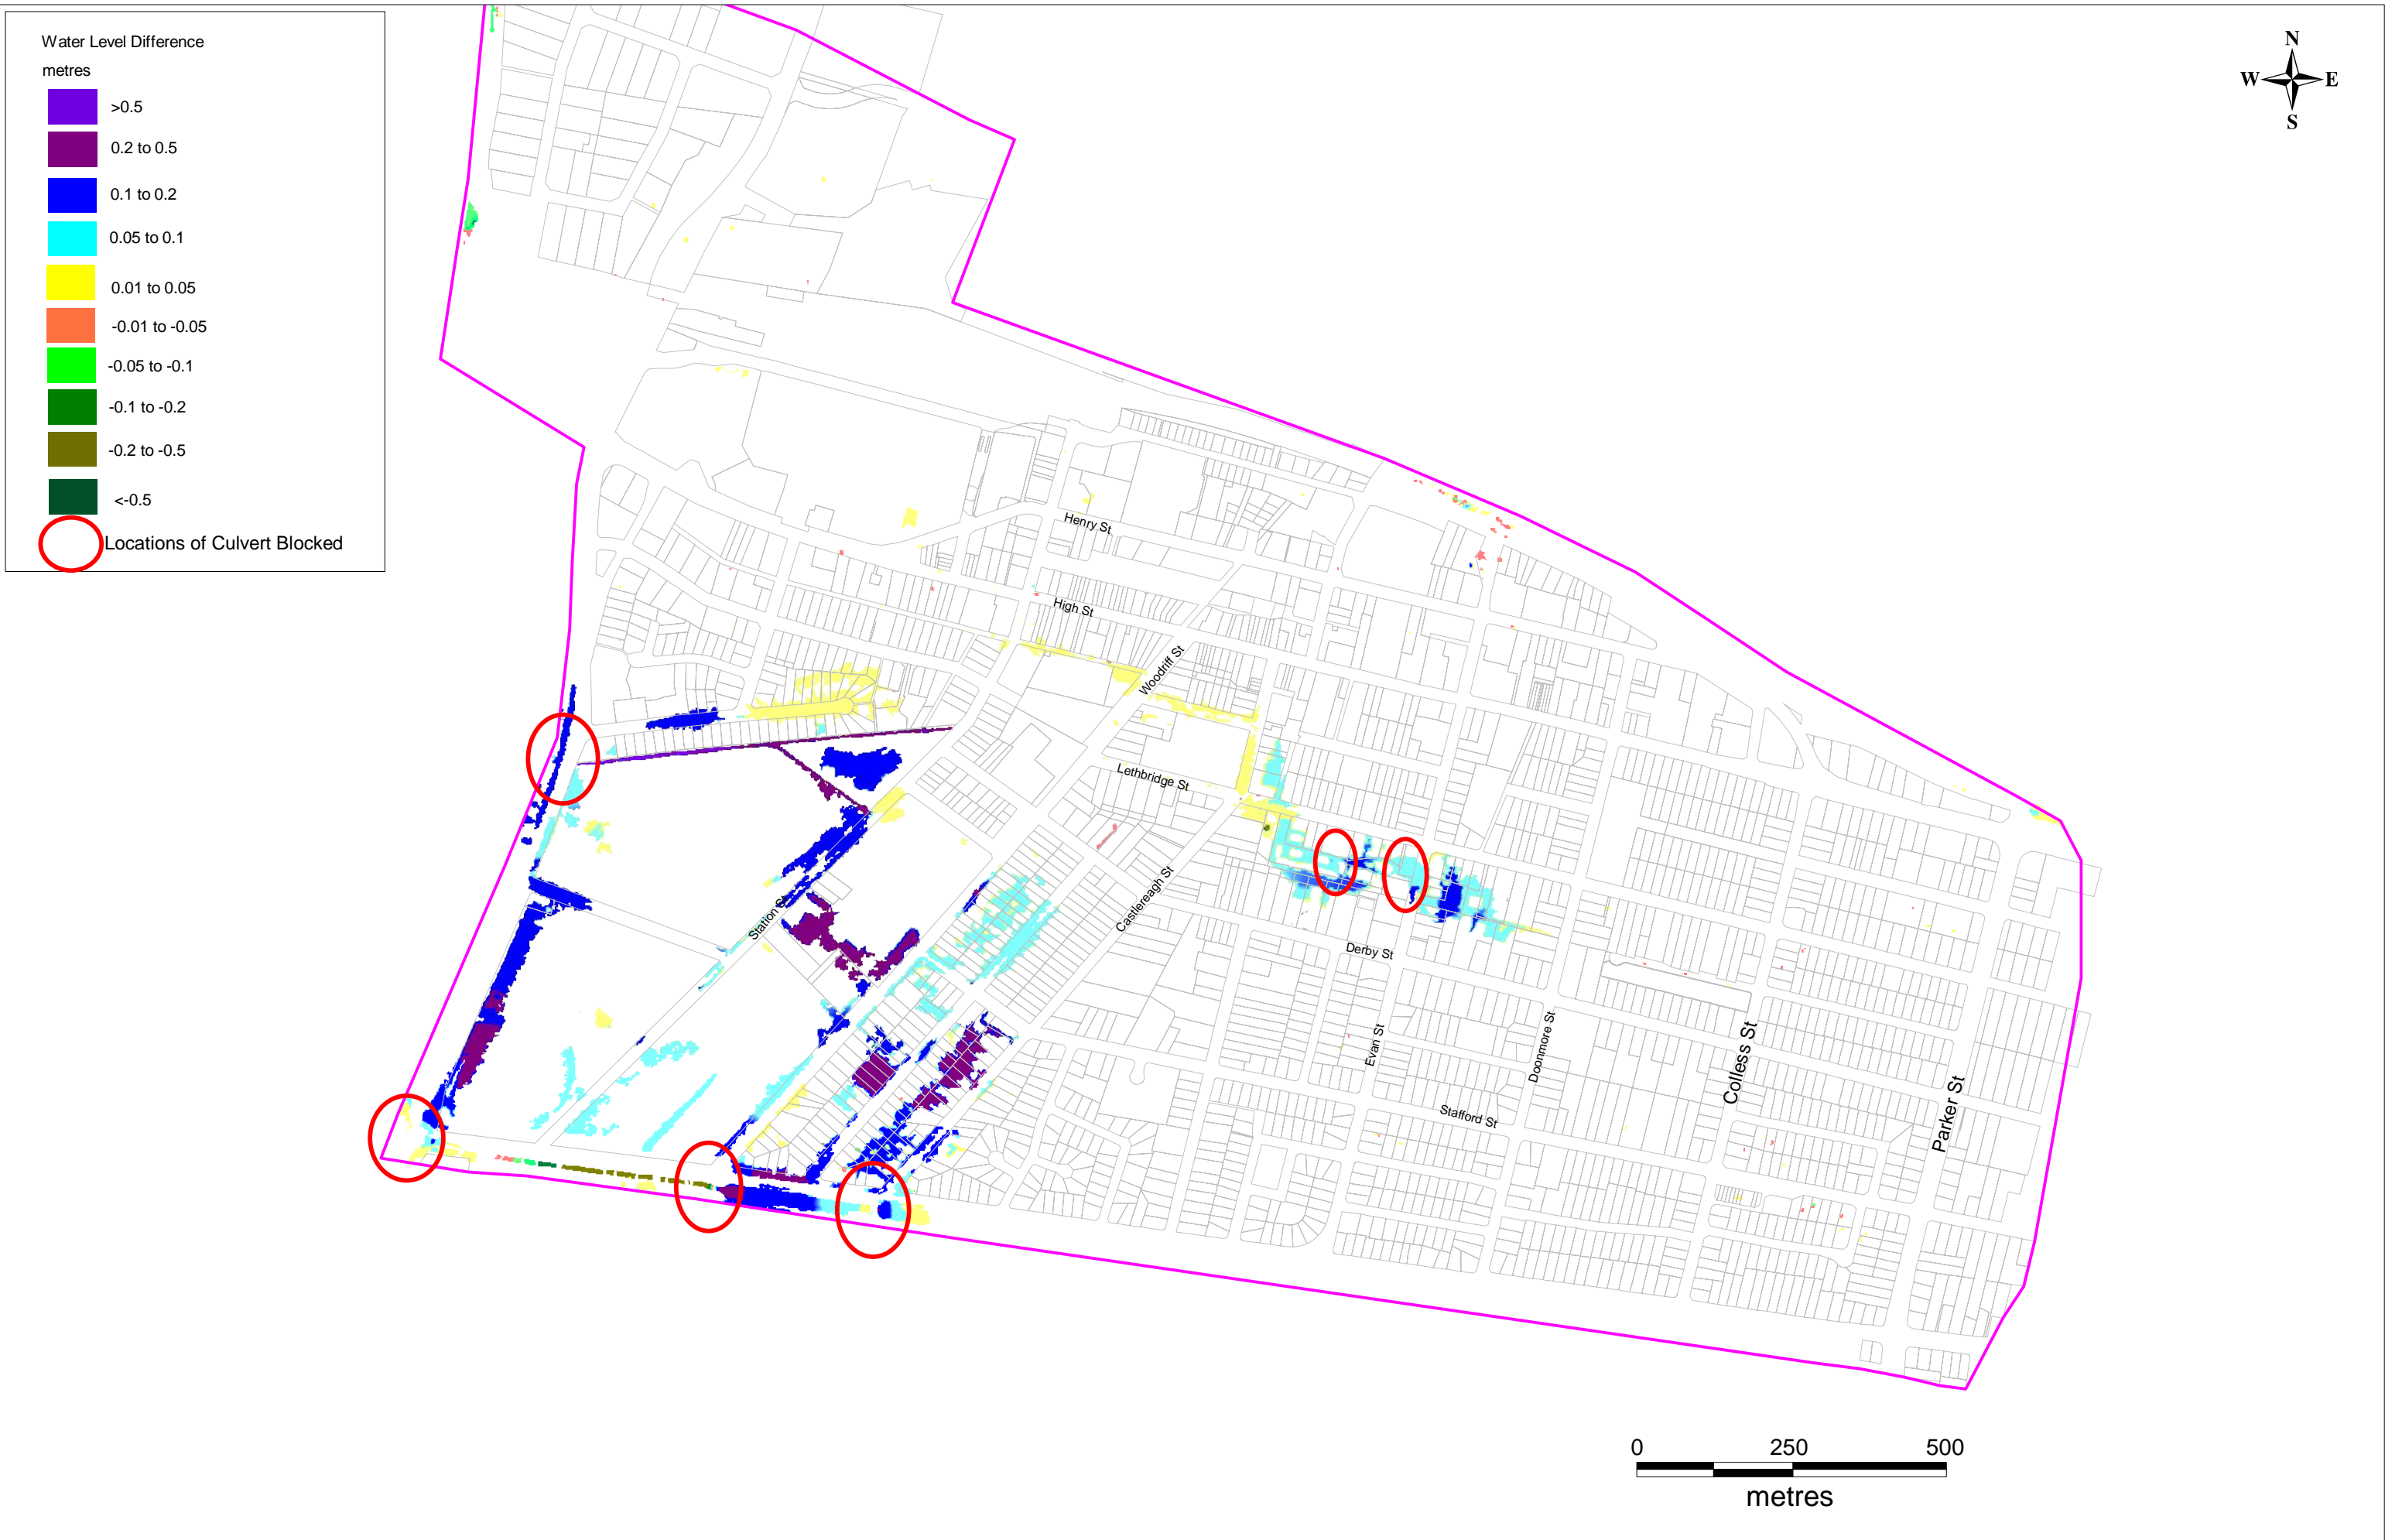 Water Level Difference
metres
>0.5
0.2 to 0.5
0.1 to 0.2
0.05 to 0.1
0.01 to 0.05
-0.01 to -0.05
-0.05 to -0.1
-0.1 to -0.2
-0.2 to -0.5
<-0.5
Locations of Culvert Blocked
N
W E
S
Henry St
High St
Woodriff St
Lethbridge St
Castlereagh St
Station St
Derby St
Evan St
Doonmore St
Colless St
Stafford St
Parker St
0 250 500
metres